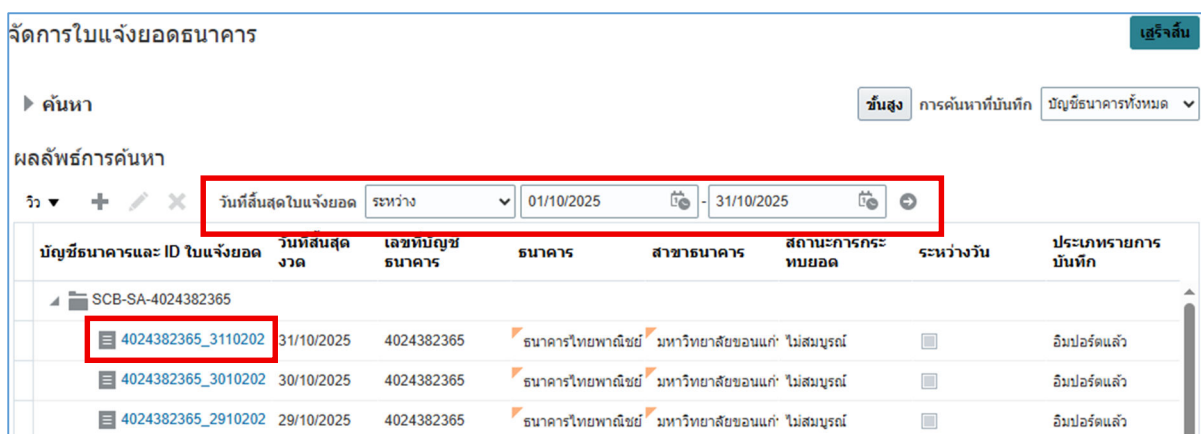 จัดการใบแจ้งยอดธนาคาร
เสร็จสิ้น
ค้นหา
ขั้นสูง การค้นหาที่บันทึก บัญชีธนาคารทั้งหมด
ผลลัพธ์การค้นหา
วิว วันที่สิ้นสุดใบแจ้งยอด ระหว่าง 01/10/2025 - 31/10/2025
บัญชีธนาคารและ ID ใบแจ้งยอด วันที่สิ้นสุดงวด เลขที่บัญชีธนาคาร ธนาคาร สาขาธนาคาร สถานะการกระทบยอด ระหว่างวัน ประเภทรายการบันทึก
SCB-SA-4024382365
4024382365_3110202 31/10/2025 4024382365 ธนาคารไทยพาณิชย์ มหาวิทยาลัยขอนแก่ ไม่สมบูรณ์ อิมปอร์ตแล้ว
4024382365_3010202 30/10/2025 4024382365 ธนาคารไทยพาณิชย์ มหาวิทยาลัยขอนแก่ ไม่สมบูรณ์ อิมปอร์ตแล้ว
4024382365_2910202 29/10/2025 4024382365 ธนาคารไทยพาณิชย์ มหาวิทยาลัยขอนแก่ ไม่สมบูรณ์ อิมปอร์ตแล้ว